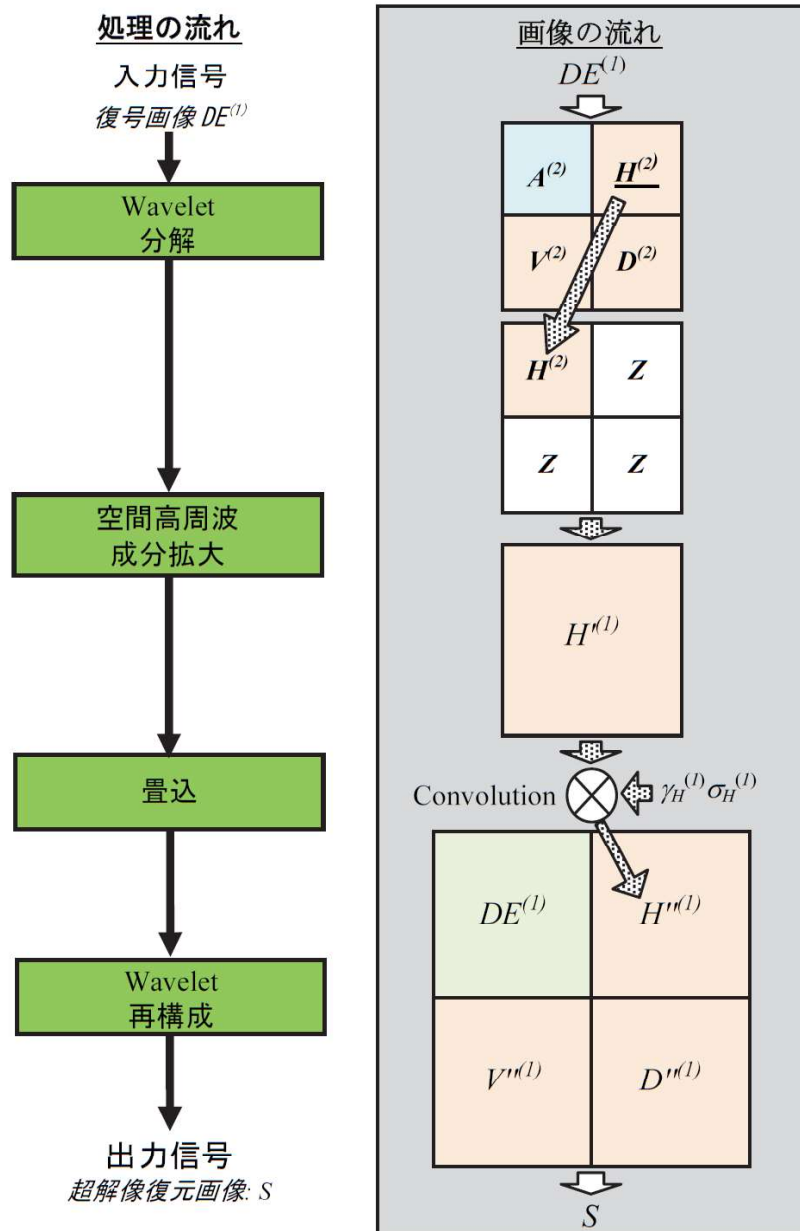 処理の流れ
入力信号
復号画像 DE⁽¹⁾
Wavelet
分解
空間高周波
成分拡大
畳込
Wavelet
再構成
出力信号
超解像復元画像: S
画像の流れ
DE⁽¹⁾
A⁽²⁾ H⁽²⁾
V⁽²⁾ D⁽²⁾
H⁽²⁾ Z
Z Z
H'⁽¹⁾
Convolution γ_H⁽¹⁾σ_H⁽¹⁾
DE⁽¹⁾ H''⁽¹⁾
V''⁽¹⁾ D''⁽¹⁾
S